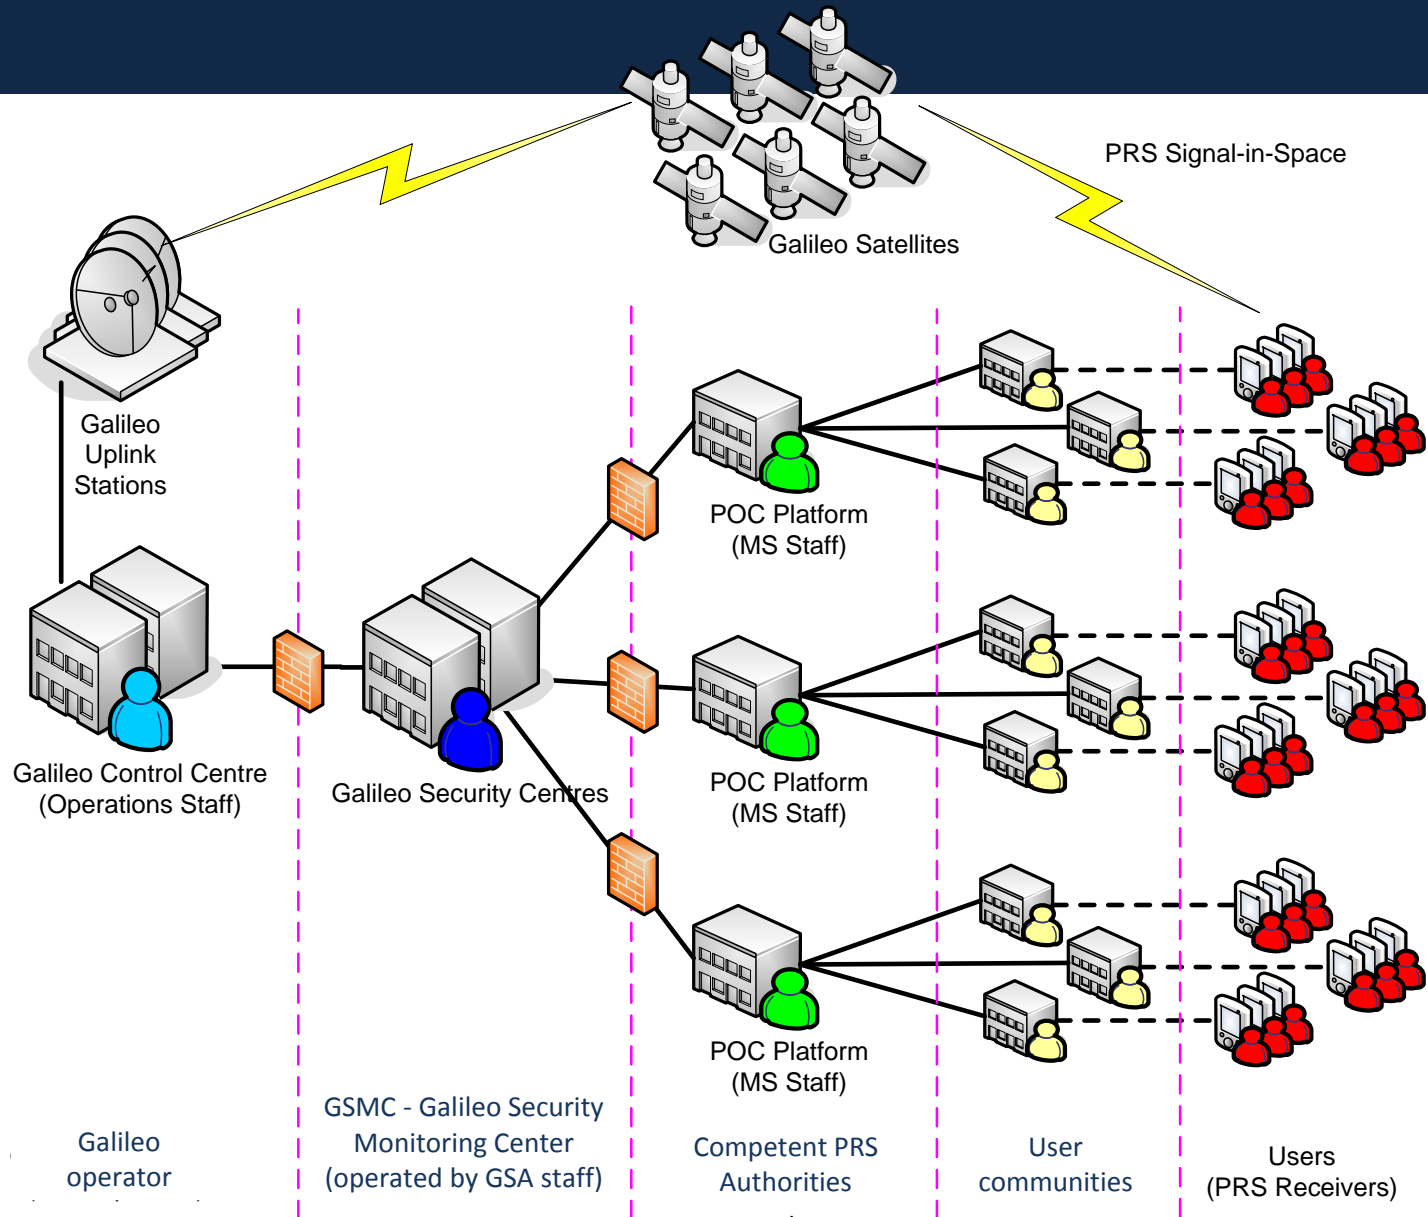 PRS Signal-in-Space
Galileo Satellites
Galileo
Uplink
Stations
POC Platform
(MS Staff)
Galileo Control Centre
(Operations Staff)
Galileo Security Centres
POC Platform
(MS Staff)
POC Platform
(MS Staff)
Galileo
operator
GSMC - Galileo Security
Monitoring Center
(operated by GSA staff)
Competent PRS
Authorities
User
communities
Users
(PRS Receivers)